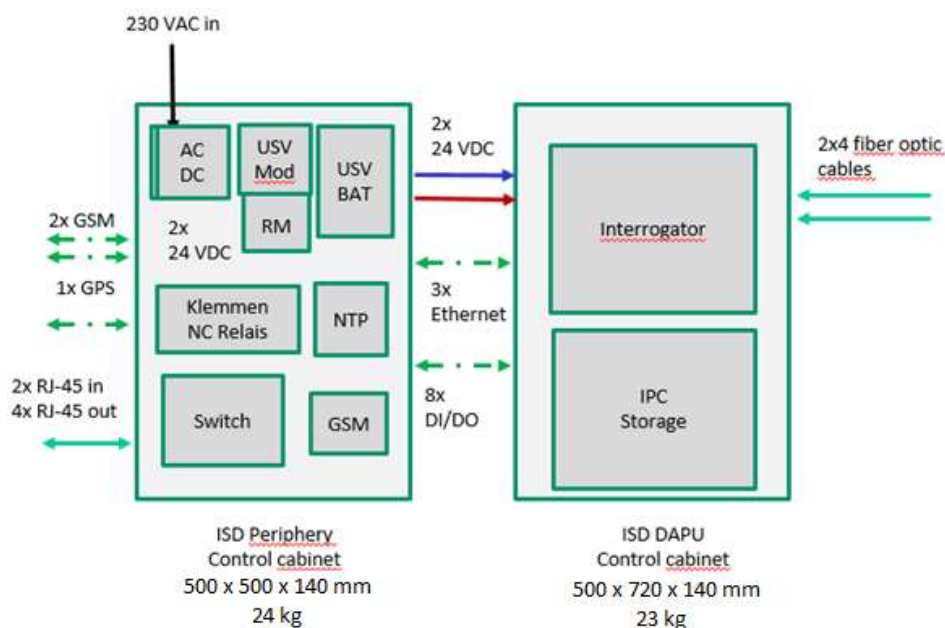 230 VAC in
AC
DC
USV
Mod
USV
BAT
RM
2x
24 VDC
2x GSM
1x GPS
Klemmen
NC Relais
NTP
2x RJ-45 in
4x RJ-45 out
Switch
GSM
2x
24 VDC
3x
Ethernet
8x
DI/DO
Interrogator
IPC
Storage
2x4 fiber optic
cables
ISD Periphery
Control cabinet
500 x 500 x 140 mm
24 kg
ISD DAPU
Control cabinet
500 x 720 x 140 mm
23 kg